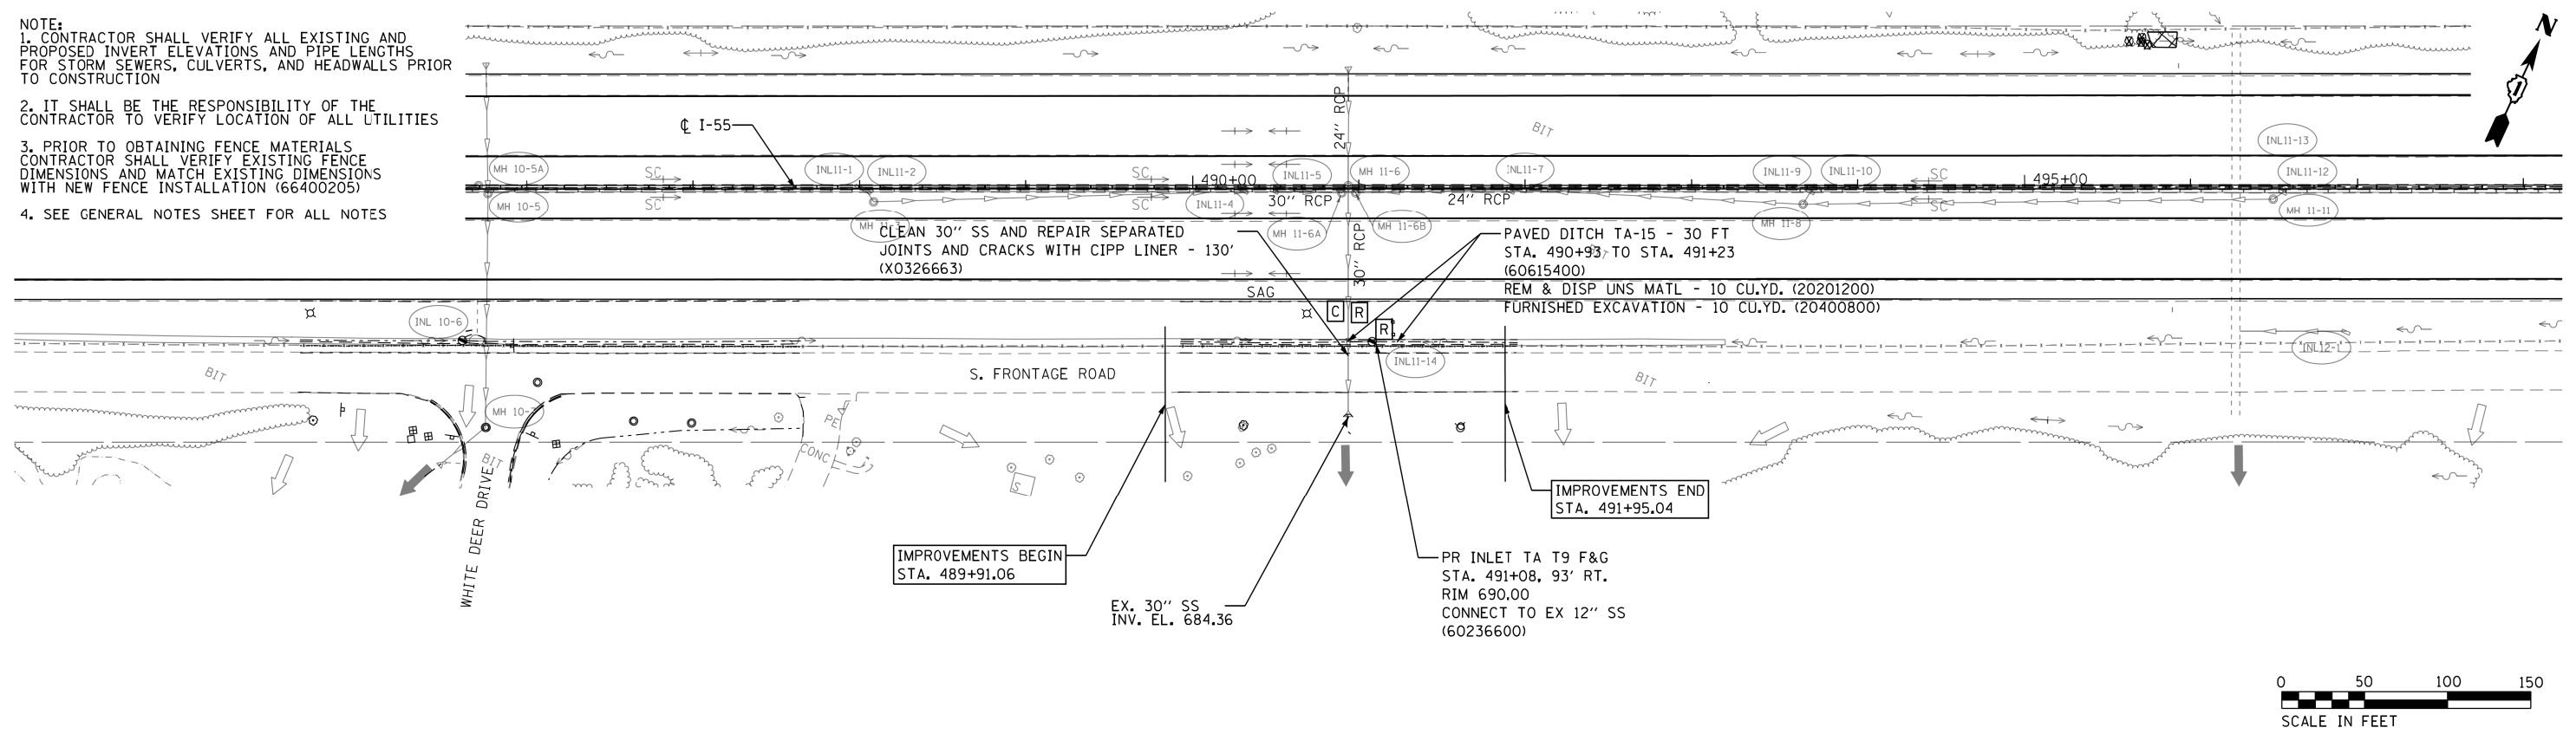 NOTE:
1. CONTRACTOR SHALL VERIFY ALL EXISTING AND
PROPOSED INVERT ELEVATIONS AND PIPE LENGTHS
FOR STORM SEWERS, CULVERTS, AND HEADWALLS PRIOR
TO CONSTRUCTION
2. IT SHALL BE THE RESPONSIBILITY OF THE
CONTRACTOR TO VERIFY LOCATION OF ALL UTILITIES
3. PRIOR TO OBTAINING FENCE MATERIALS
CONTRACTOR SHALL VERIFY EXISTING FENCE
DIMENSIONS AND MATCH EXISTING DIMENSIONS
WITH NEW FENCE INSTALLATION (66400205)
4. SEE GENERAL NOTES SHEET FOR ALL NOTES
N
℄ I-55
24'' RCP
BIT
INL11-13
MH 10-5A
SC
INL11-1
INL11-2
SC
490+00
INL11-5
MH 11-6
INL11-7
INL11-9
INL11-10
SC
495+00
INL11-12
MH 10-5
SC
SC
INL11-4
30'' RCP
24'' RCP
SC
MH 11-11
MH 11-3
MH 11-6A
MH 11-6B
MH 11-8
CLEAN 30'' SS AND REPAIR SEPARATED
JOINTS AND CRACKS WITH CIPP LINER - 130'
(X0326663)
30'' RCP
PAVED DITCH TA-15 - 30 FT
STA. 490+93 TO STA. 491+23
(60615400)
REM & DISP UNS MATL - 10 CU.YD. (20201200)
FURNISHED EXCAVATION - 10 CU.YD. (20400800)
BIT
SAG
C
R
R
INL 10-6
INL11-14
INL12-1
BIT
S. FRONTAGE ROAD
BIT
MH 10-7
PE
CONC
BIT
S
WHITE DEER DRIVE
IMPROVEMENTS BEGIN
STA. 489+91.06
IMPROVEMENTS END
STA. 491+95.04
EX. 30'' SS
INV. EL. 684.36
PR INLET TA T9 F&G
STA. 491+08, 93' RT.
RIM 690.00
CONNECT TO EX 12'' SS
(60236600)
0 50 100 150
SCALE IN FEET